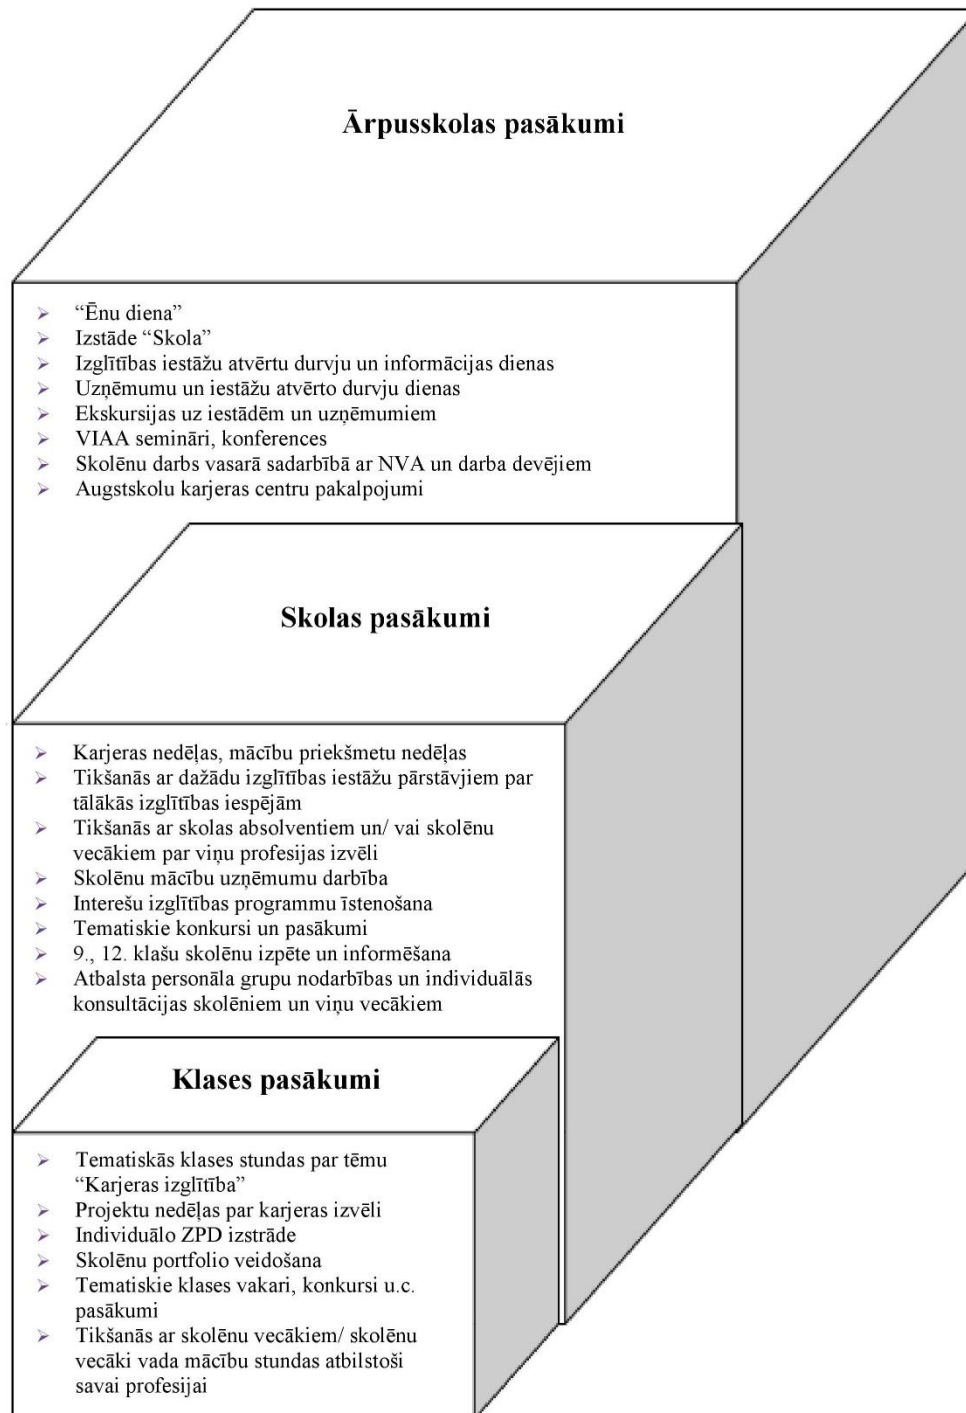 Ārpusskolas pasākumi
➢ “Ēnu diena”
➢ Izstāde “Skola”
➢ Izglītības iestāžu atvērtu durvju un informācijas dienas
➢ Uzņēmumu un iestāžu atvērto durvju dienas
➢ Ekskursijas uz iestādēm un uzņēmumiem
➢ VIAA semināri, konferences
➢ Skolēnu darbs vasarā sadarbībā ar NVA un darba devējiem
➢ Augstskolu karjeras centru pakalpojumi
Skolas pasākumi
➢ Karjeras nedēļas, mācību priekšmetu nedēļas
➢ Tikšanās ar dažādu izglītības iestāžu pārstāvjiem par
tālākās izglītības iespējām
➢ Tikšanās ar skolas absolventiem un/ vai skolēnu
vecākiem par viņu profesijas izvēli
➢ Skolēnu mācību uzņēmumu darbība
➢ Interešu izglītības programmu īstenošana
➢ Tematiskie konkursi un pasākumi
➢ 9., 12. klašu skolēnu izpēte un informēšana
➢ Atbalsta personāla grupu nodarbības un individuālās
konsultācijas skolēniem un viņu vecākiem
Klases pasākumi
➢ Tematiskās klases stundas par tēmu
“Karjeras izglītība”
➢ Projektu nedēļas par karjeras izvēli
➢ Individuālo ZPD izstrāde
➢ Skolēnu portfolio veidošana
➢ Tematiskie klases vakari, konkursi u.c.
pasākumi
➢ Tikšanās ar skolēnu vecākiem/ skolēnu
vecāki vada mācību stundas atbilstoši
savai profesijai